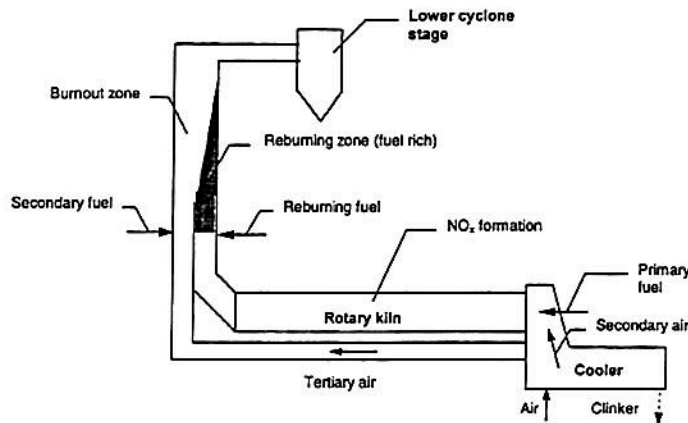 Lower cyclone
stage
Burnout zone
Reburning zone (fuel rich)
Secondary fuel
Reburning fuel
NOx formation
Primary
fuel
Rotary kiln
Secondary air
Cooler
Tertiary air
Air
Clinker